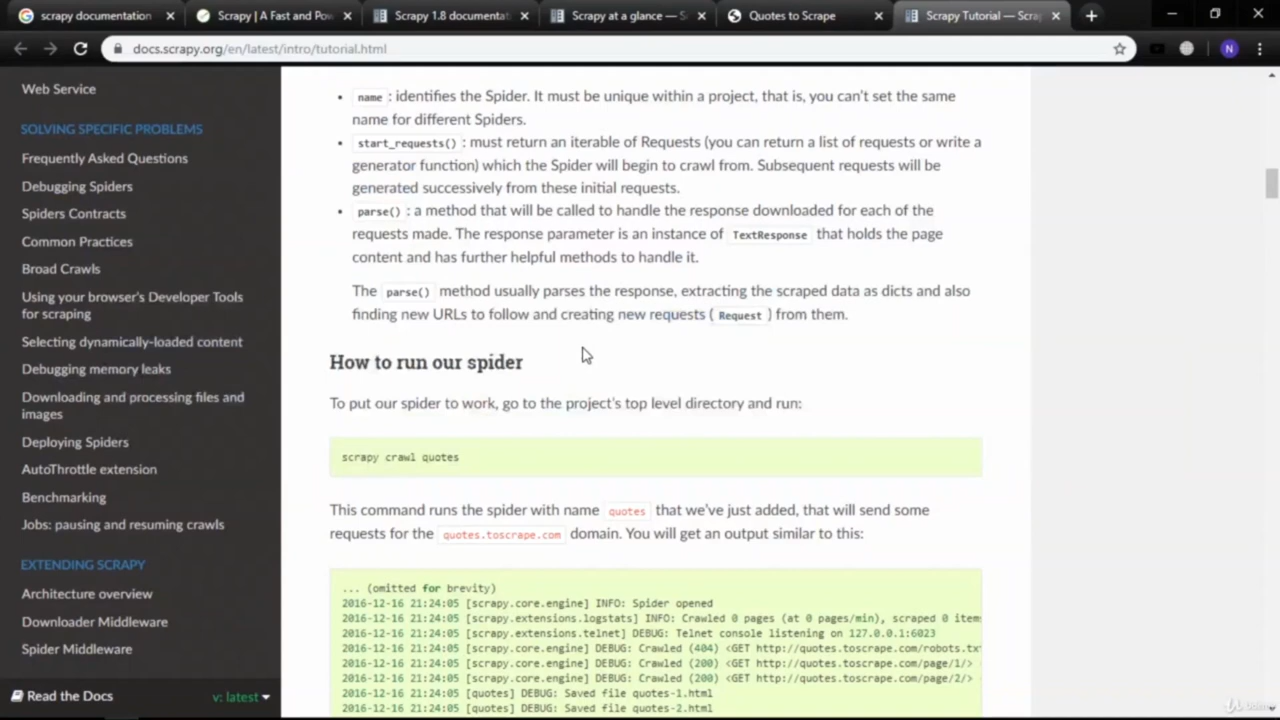 scrapy documentation
Scrapy | A Fast and Pow
Scrapy 1.8 documentat
Scrapy at a glance — S
Quotes to Scrape
Scrapy Tutorial — Scra
docs.scrapy.org/en/latest/intro/tutorial.html
N
Web Service
SOLVING SPECIFIC PROBLEMS
Frequently Asked Questions
Debugging Spiders
Spiders Contracts
Common Practices
Broad Crawls
Using your browser's Developer Tools
for scraping
Selecting dynamically-loaded content
Debugging memory leaks
Downloading and processing files and
images
Deploying Spiders
AutoThrottle extension
Benchmarking
Jobs: pausing and resuming crawls
EXTENDING SCRAPY
Architecture overview
Downloader Middleware
Spider Middleware
Read the Docs
v: latest
• name : identifies the Spider. It must be unique within a project, that is, you can't set the same
name for different Spiders.
• start_requests() : must return an iterable of Requests (you can return a list of requests or write a
generator function) which the Spider will begin to crawl from. Subsequent requests will be
generated successively from these initial requests.
• parse() : a method that will be called to handle the response downloaded for each of the
requests made. The response parameter is an instance of TextResponse that holds the page
content and has further helpful methods to handle it.
The parse() method usually parses the response, extracting the scraped data as dicts and also
finding new URLs to follow and creating new requests ( Request ) from them.
How to run our spider
To put our spider to work, go to the project's top level directory and run:
scrapy crawl quotes
This command runs the spider with name quotes that we've just added, that will send some
requests for the quotes.toscrape.com domain. You will get an output similar to this:
... (omitted for brevity)
2016-12-16 21:24:05 [scrapy.core.engine] INFO: Spider opened
2016-12-16 21:24:05 [scrapy.extensions.logstats] INFO: Crawled 0 pages (at 0 pages/min), scraped 0 item
2016-12-16 21:24:05 [scrapy.extensions.telnet] DEBUG: Telnet console listening on 127.0.0.1:6023
2016-12-16 21:24:05 [scrapy.core.engine] DEBUG: Crawled (404) <GET http://quotes.toscrape.com/robots.tx
2016-12-16 21:24:05 [scrapy.core.engine] DEBUG: Crawled (200) <GET http://quotes.toscrape.com/page/1/>
2016-12-16 21:24:05 [scrapy.core.engine] DEBUG: Crawled (200) <GET http://quotes.toscrape.com/page/2/>
2016-12-16 21:24:05 [quotes] DEBUG: Saved file quotes-1.html
2016-12-16 21:24:05 [quotes] DEBUG: Saved file quotes-2.html